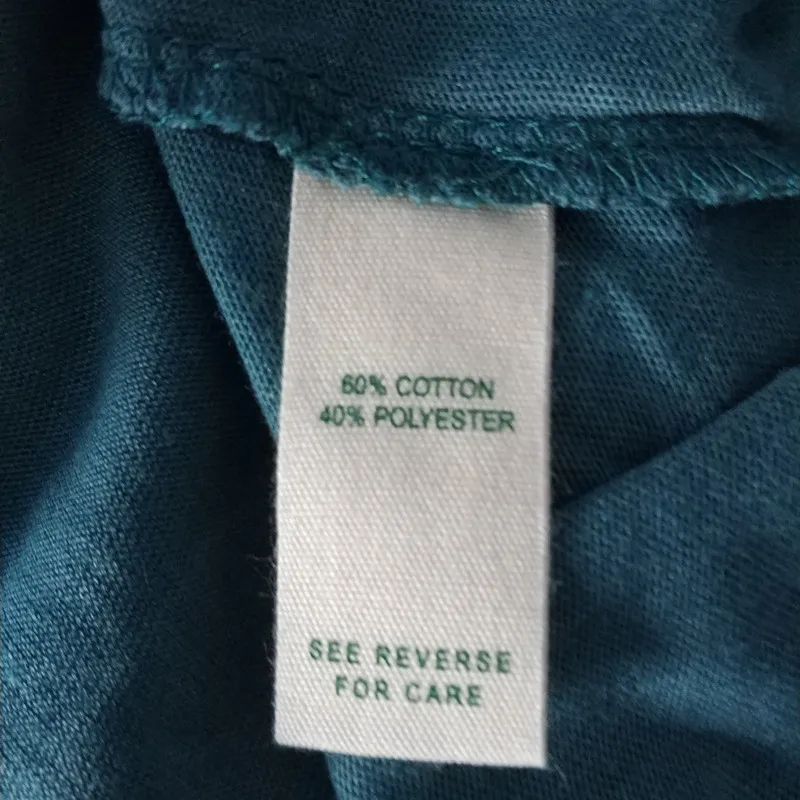 60% COTTON
40% POLYESTER
SEE REVERSE
FOR CARE